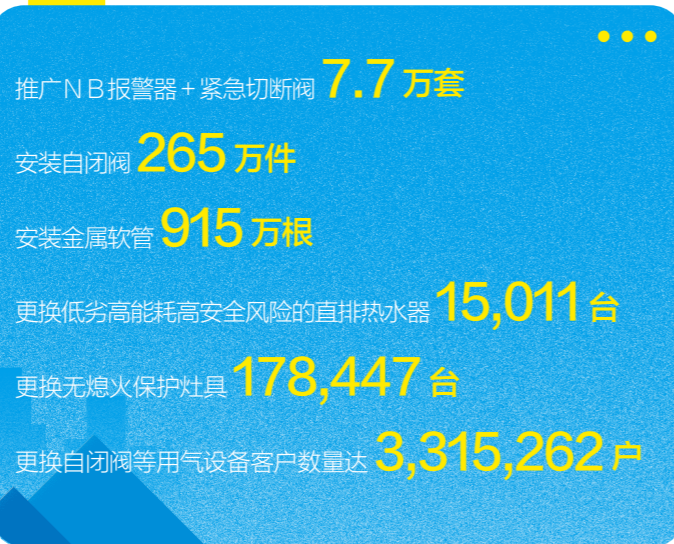 推广NB报警器+紧急切断阀 7.7 万套
安装自闭阀 265 万件
安装金属软管 915 万根
更换低劣高能耗高安全风险的直排热水器 15,011 台
更换无熄火保护灶具 178,447 台
更换自闭阀等用气设备客户数量达 3,315,262 户